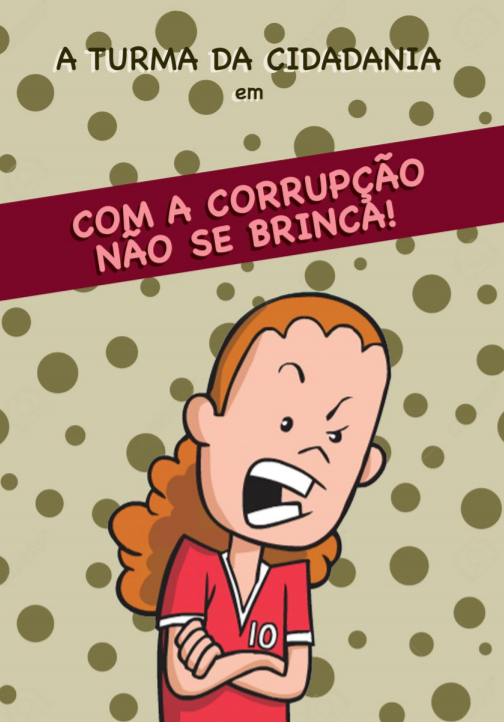 A TURMA DA CIDADANIA
em
COM A CORRUPÇÃO
NÃO SE BRINCA!
10